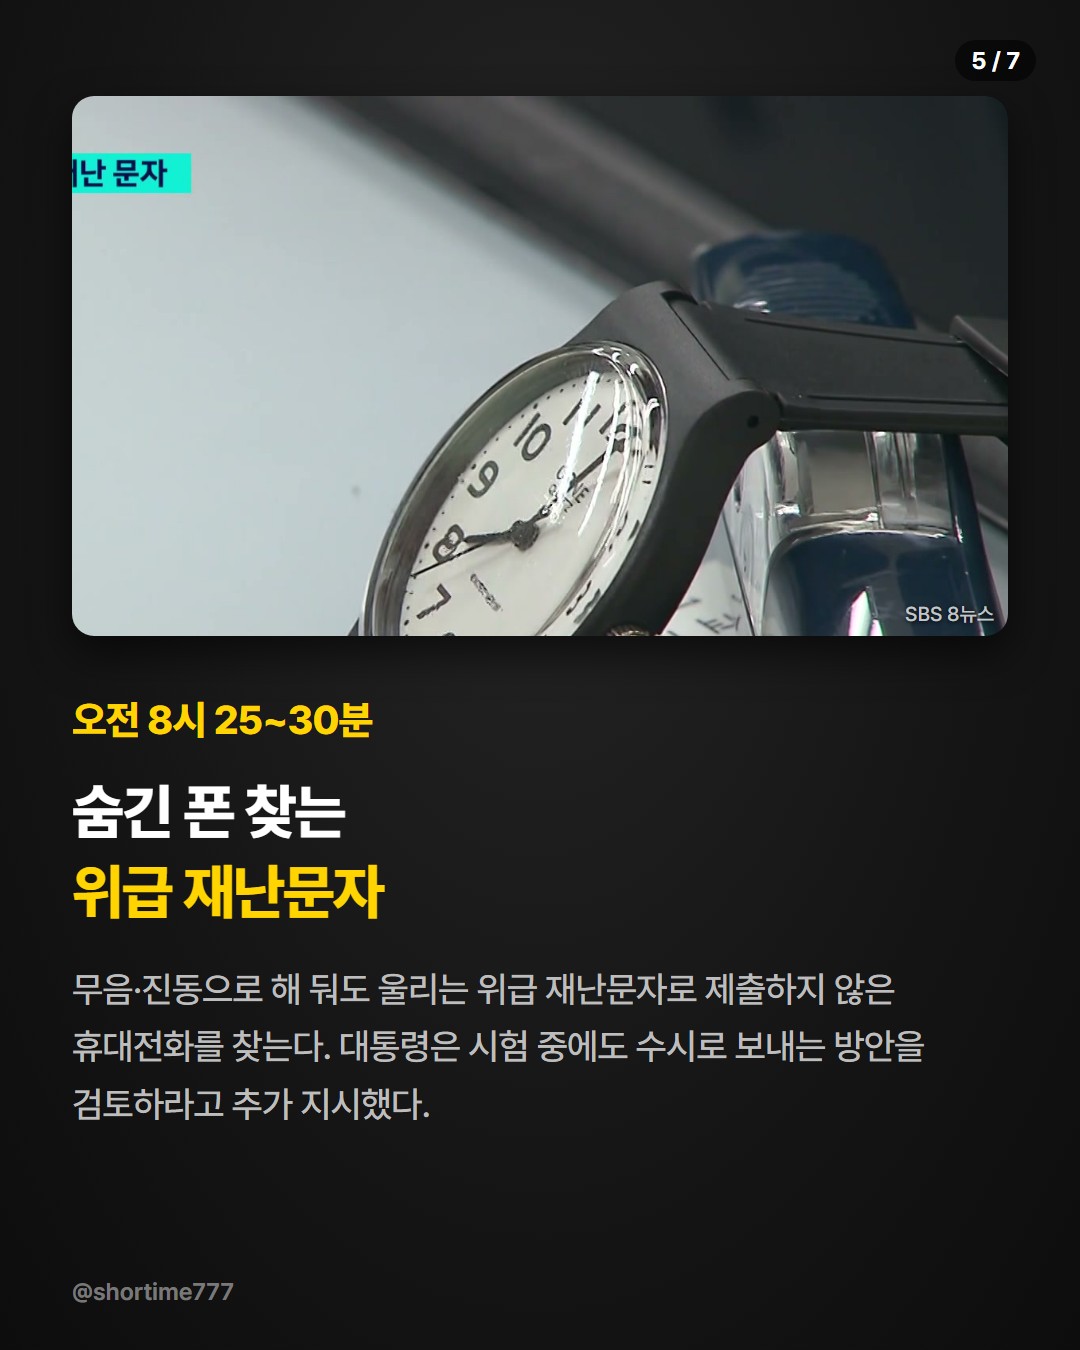 5 / 7
난 문자
10
9
8
7
SBS 8뉴스
오전 8시 25~30분
숨긴 폰 찾는
위급 재난문자
무음·진동으로 해 둬도 울리는 위급 재난문자로 제출하지 않은
휴대전화를 찾는다. 대통령은 시험 중에도 수시로 보내는 방안을
검토하라고 추가 지시했다.
@shortime777